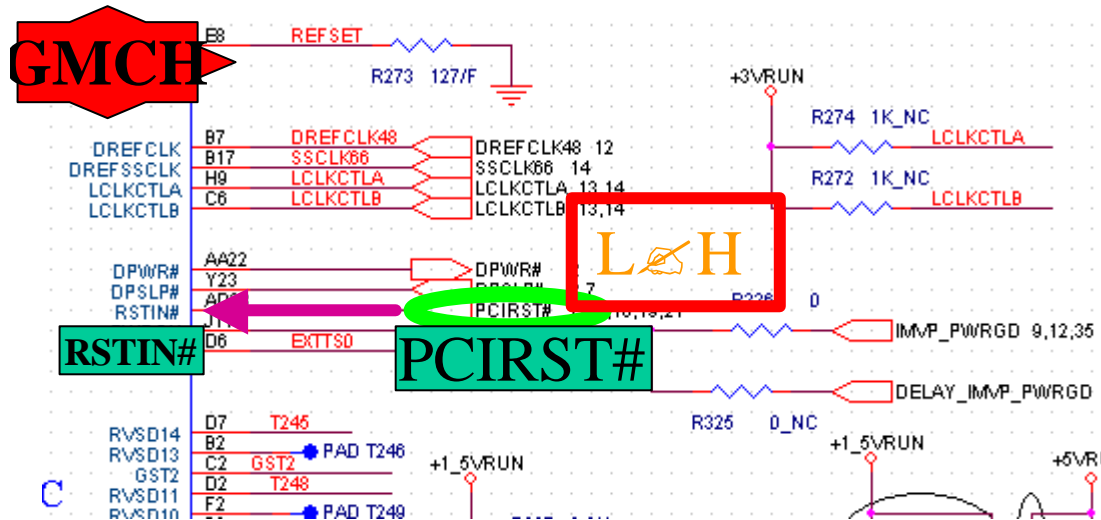 GMCH
E8 REFSET
R273 127/F
+3VRUN
R274 1K_NC
LCLKCTLA
DREFCLK B7 DREFCLK48 DREFCLK48 12
DREFSSCLK B17 SSCLK66 SSCLK66 14
LCLKCTLA H9 LCLKCTLA LCLKCTLA 13,14
R272 1K_NC
LCLKCTLB C6 LCLKCTLB LCLKCTLB 13,14
LCLKCTLB
L✍H
DPWR# AA22 DPWR#
DPSLP# Y23 7
RSTIN# PCIRST#
R326 0
IMVP_PWRGD 9,12,35
RSTIN#
D6 EXTTS0
PCIRST#
DELAY_IMVP_PWRGD
R325 0_NC
RVSD14 D7 T245
RVSD13 B2 PAD T246
GST2 C2 GST2
+1_5VRUN
+1_5VRUN
+5VR
RVSD11 D2 T248
C
RVSD10 F2 PAD T249